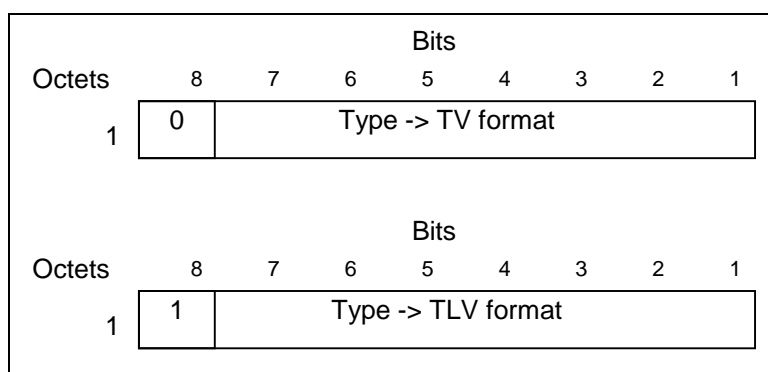 Bits
Octets 8 7 6 5 4 3 2 1
0 Type -> TV format
1
Bits
Octets 8 7 6 5 4 3 2 1
1 Type -> TLV format
1